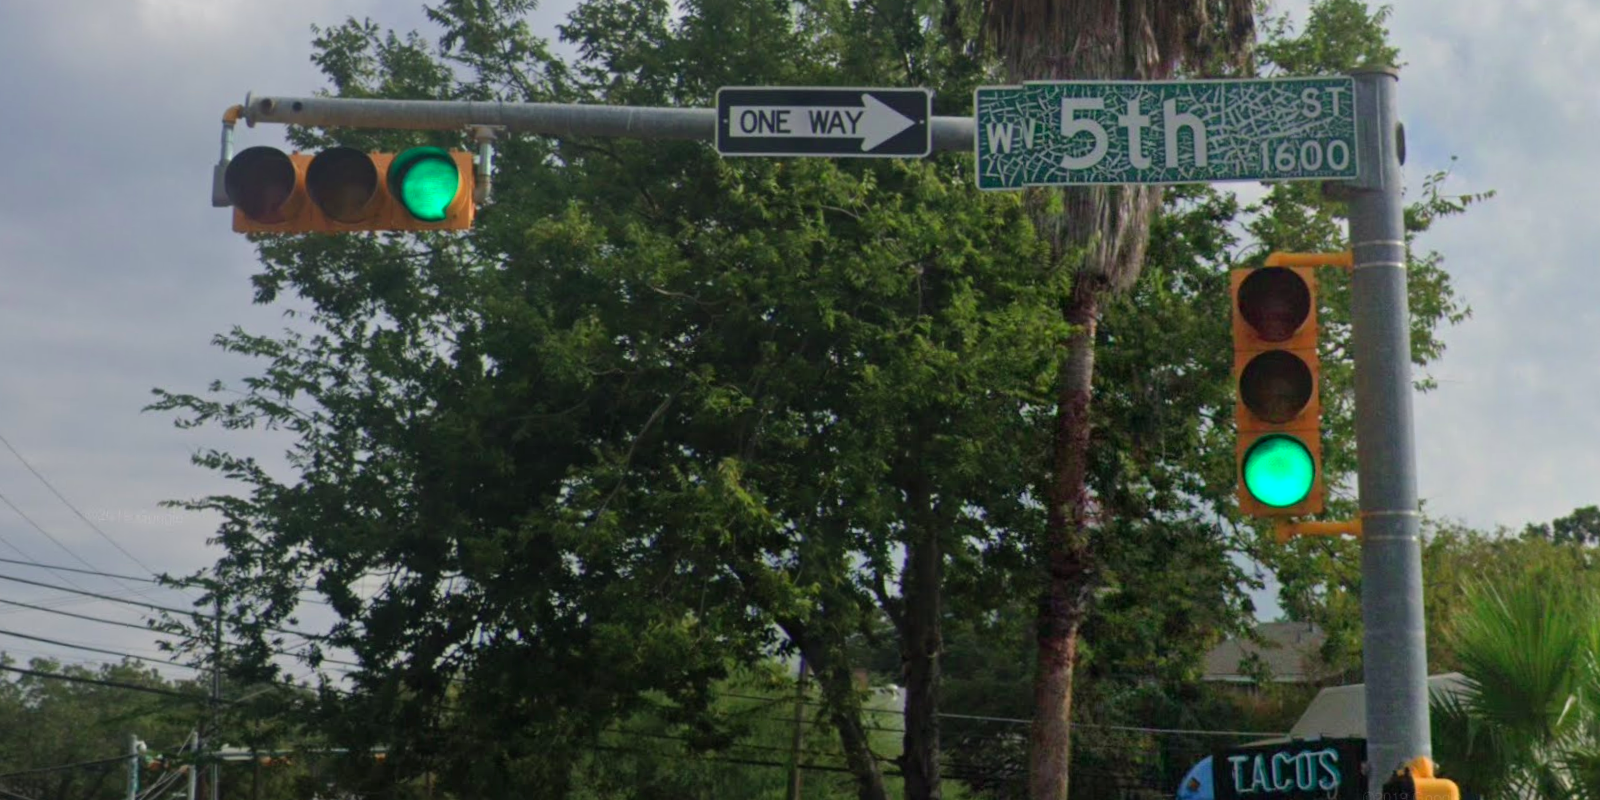 ONE WAY
W 5th ST
1600
TACOS